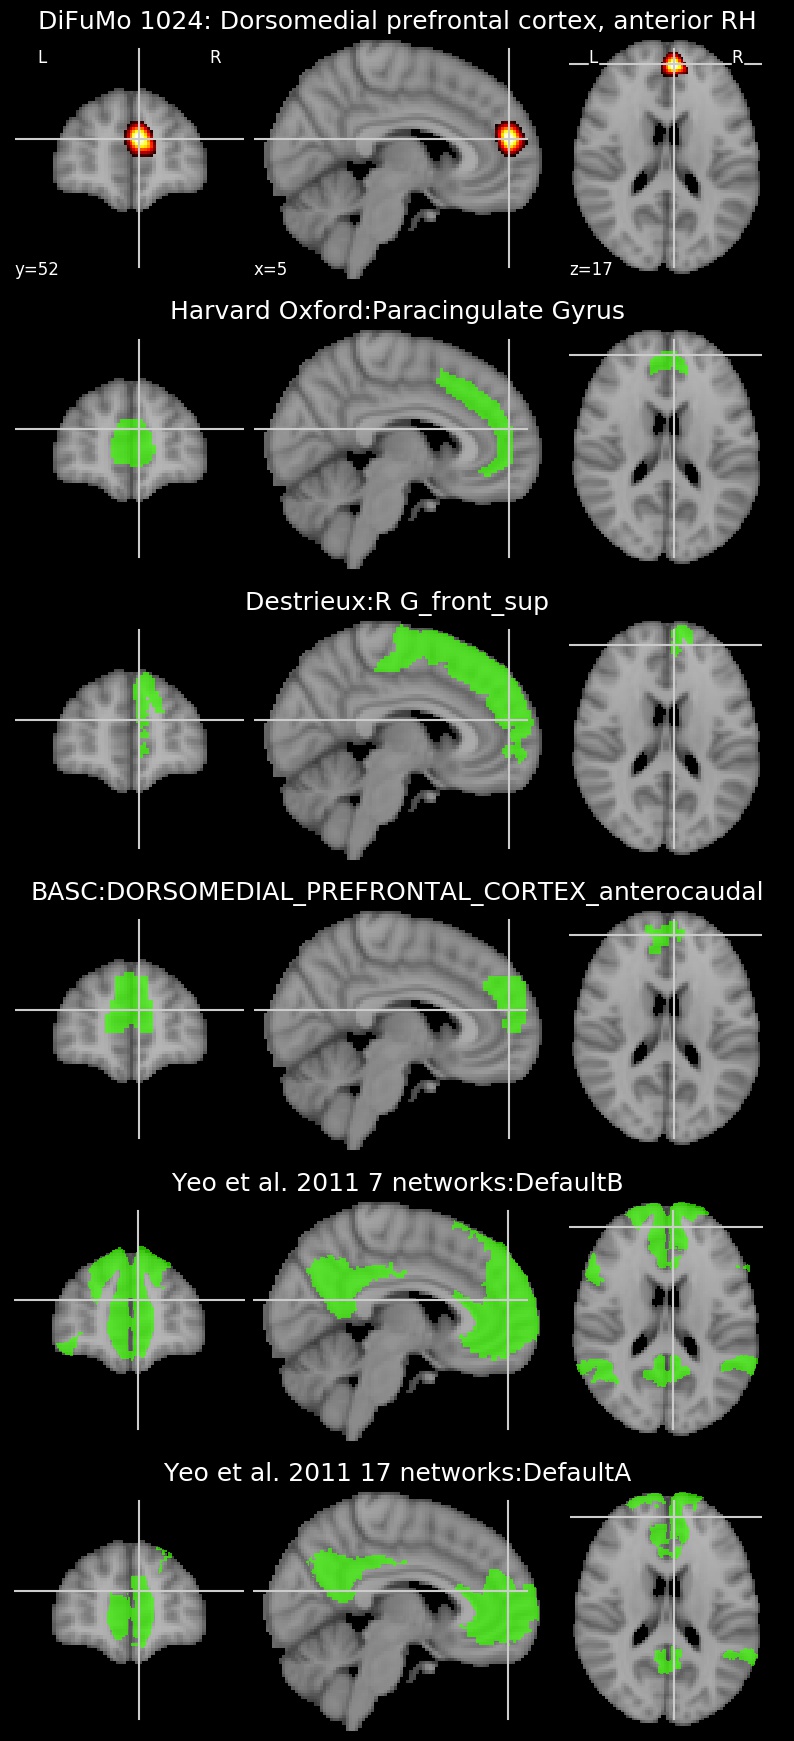 DiFuMo 1024: Dorsomedial prefrontal cortex, anterior RH
L R L R
y=52 x=5 z=17
Harvard Oxford:Paracingulate Gyrus
Destrieux:R G_front_sup
BASC:DORSOMEDIAL_PREFRONTAL_CORTEX_anterocaudal
Yeo et al. 2011 7 networks:DefaultB
Yeo et al. 2011 17 networks:DefaultA